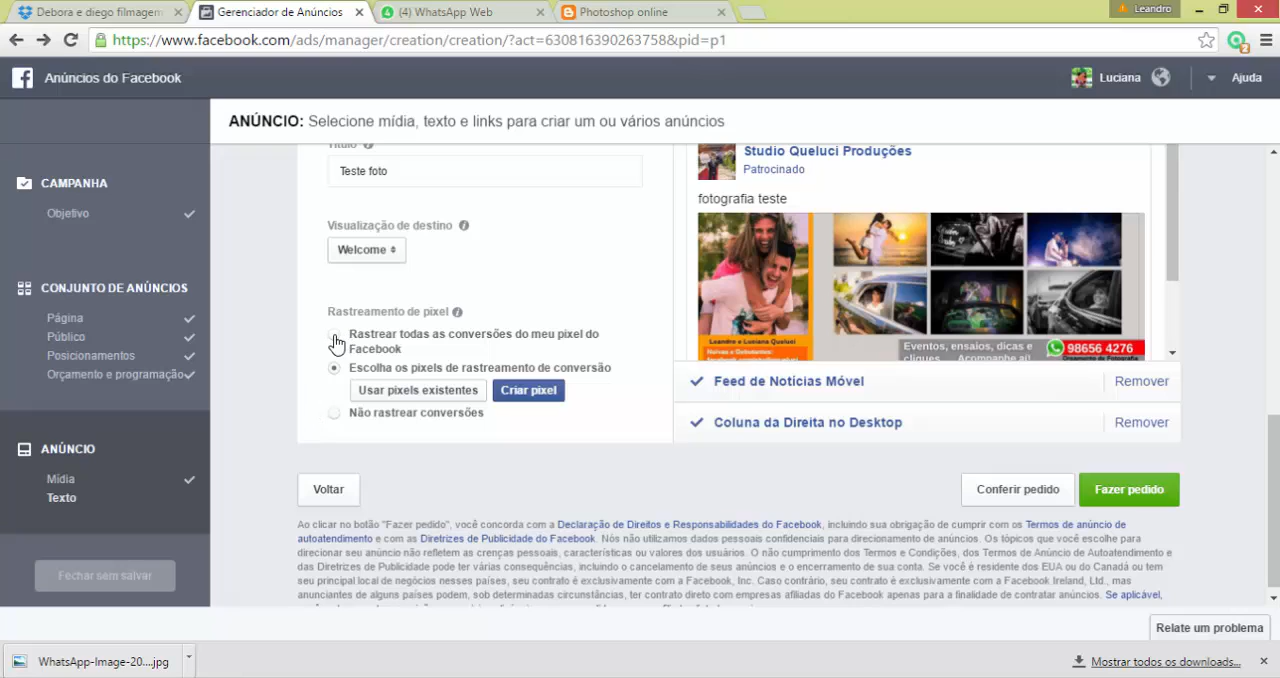 Debora e diego filmagem
Gerenciador de Anúncios
(4) WhatsApp Web
Photoshop online
Leandro
https://www.facebook.com/ads/manager/creation/creation/?act=630816390263758&pid=p1
Anúncios do Facebook
Luciana
Ajuda
ANÚNCIO: Selecione mídia, texto e links para criar um ou vários anúncios
CAMPANHA
Objetivo
CONJUNTO DE ANÚNCIOS
Página
Público
Posicionamentos
Orçamento e programação
ANÚNCIO
Mídia
Texto
Fechar sem salvar
Título
Teste foto
Visualização de destino
Welcome
Rastreamento de pixel
Rastrear todas as conversões do meu pixel do
Facebook
Escolha os pixels de rastreamento de conversão
Usar pixels existentes
Criar pixel
Não rastrear conversões
Studio Queluci Produções
Patrocinado
fotografia teste
Leandro e Luciana Queluci
Noivas e Debutantes:
Eventos, ensaios, dicas e
cliques Acompanhe aí!
98656 4276
Orçamento de Fotografia
Feed de Notícias Móvel
Remover
Coluna da Direita no Desktop
Remover
Voltar
Conferir pedido
Fazer pedido
Ao clicar no botão "Fazer pedido", você concorda com a Declaração de Direitos e Responsabilidades do Facebook, incluindo sua obrigação de cumprir com os Termos de anúncio de
autoatendimento e com as Diretrizes de Publicidade do Facebook. Nós não utilizamos dados pessoais confidenciais para direcionamento de anúncios. Os tópicos que você escolhe para
direcionar seu anúncio não refletem as crenças pessoais, características ou valores dos usuários. O não cumprimento dos Termos e Condições, dos Termos de Anúncio de Autoatendimento e
das Diretrizes de Publicidade pode ter várias consequências, incluindo o cancelamento de seus anúncios e o encerramento de sua conta. Se você é residente dos EUA ou do Canadá ou tem
seu principal local de negócios nesses países, seu contrato é exclusivamente com a Facebook, Inc. Caso contrário, seu contrato é exclusivamente com a Facebook Ireland, Ltd., mas
anunciantes de alguns países podem, sob determinadas circunstâncias, ter contrato direto com empresas afiliadas do Facebook apenas para a finalidade de contratar anúncios. Se aplicável,
Relate um problema
WhatsApp-Image-20....jpg
Mostrar todos os downloads...